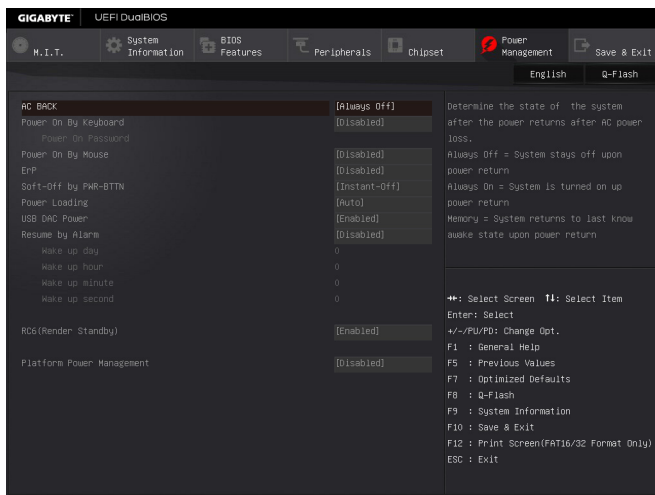 GIGABYTE™ UEFI DualBIOS
M.I.T.
System Information
BIOS Features
Peripherals
Chipset
Power Management
Save & Exit
English Q-Flash
AC BACK [Always Off]
Power On By Keyboard [Disabled]
Power On Password
Power On By Mouse [Disabled]
ErP [Disabled]
Soft-Off by PWR-BTTN [Instant-Off]
Power Loading [Auto]
USB DAC Power [Enabled]
Resume by Alarm [Disabled]
Wake up day 0
Wake up hour 0
Wake up minute 0
Wake up second 0
RC6(Render Standby) [Enabled]
Platform Power Management [Disabled]
Determine the state of the system
after the power returns after AC power
loss.
Always Off = System stays off upon
power return
Always On = System is turned on up
power return
Memory = System returns to last know
awake state upon power return
→←: Select Screen ↑↓: Select Item
Enter: Select
+/-/PU/PD: Change Opt.
F1 : General Help
F5 : Previous Values
F7 : Optimized Defaults
F8 : Q-Flash
F9 : System Information
F10 : Save & Exit
F12 : Print Screen(FAT16/32 Format Only)
ESC : Exit